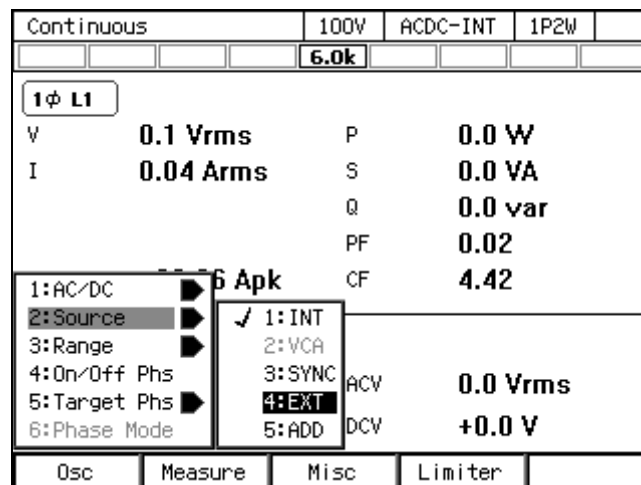 Continuous 100V ACDC-INT 1P2W
6.0k
1φ L1
V 0.1 Vrms P 0.0 W
I 0.04 Arms S 0.0 VA
Q 0.0 var
PF 0.02
6 Apk CF 4.42
1:AC/DC
2:Source ✓ 1:INT
3:Range 2:VCA
4:On/Off Phs 3:SYNC ACV 0.0 Vrms
5:Target Phs 4:EXT
6:Phase Mode 5:ADD DCV +0.0 V
Osc Measure Misc Limiter